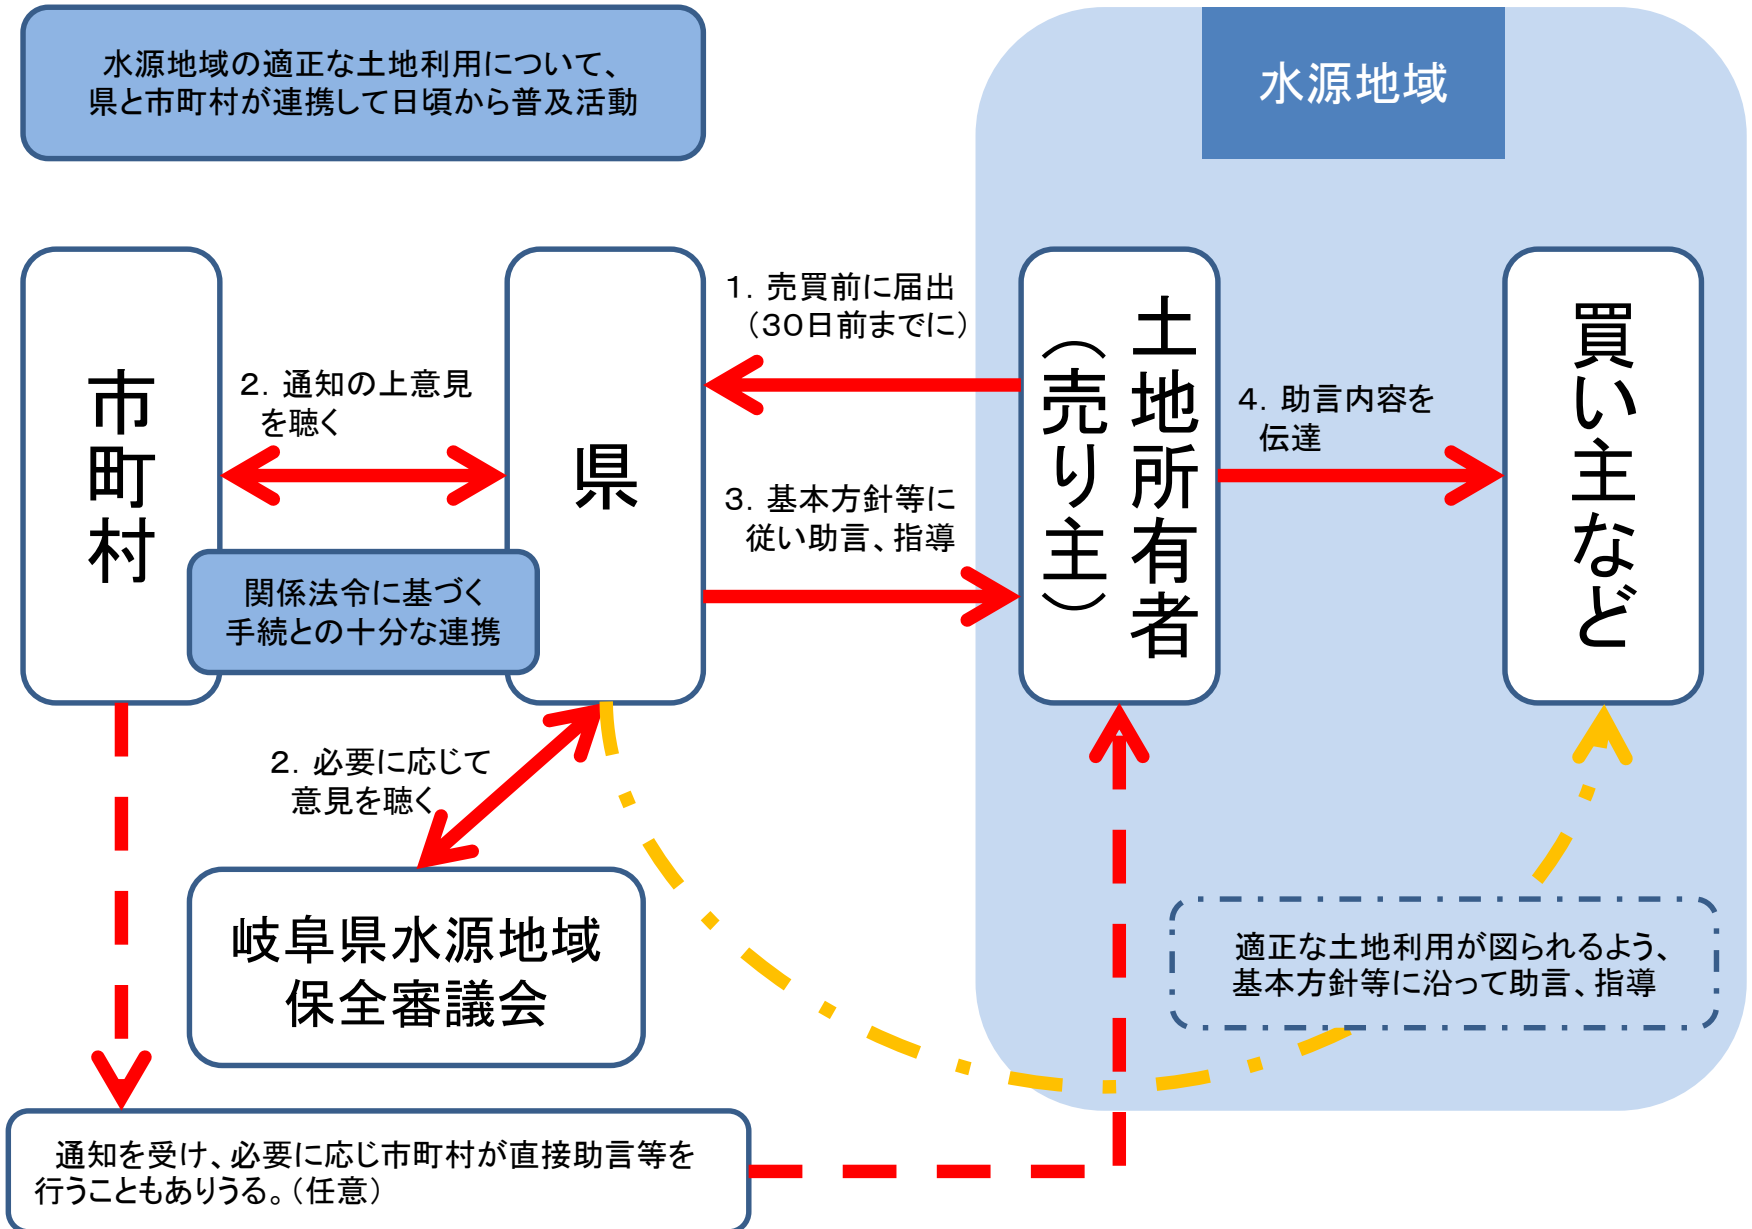 水源地域の適正な土地利用について、
県と市町村が連携して日頃から普及活動
水源地域
市町村
2．通知の上意見
を聴く
県
1．売買前に届出
（30日前までに）
3．基本方針等に
従い助言、指導
土地所有者
（売り主）
4．助言内容を
伝達
買い主など
関係法令に基づく
手続との十分な連携
2．必要に応じて
意見を聴く
岐阜県水源地域
保全審議会
適正な土地利用が図られるよう、
基本方針等に沿って助言、指導
通知を受け、必要に応じ市町村が直接助言等を
行うこともありうる。（任意）